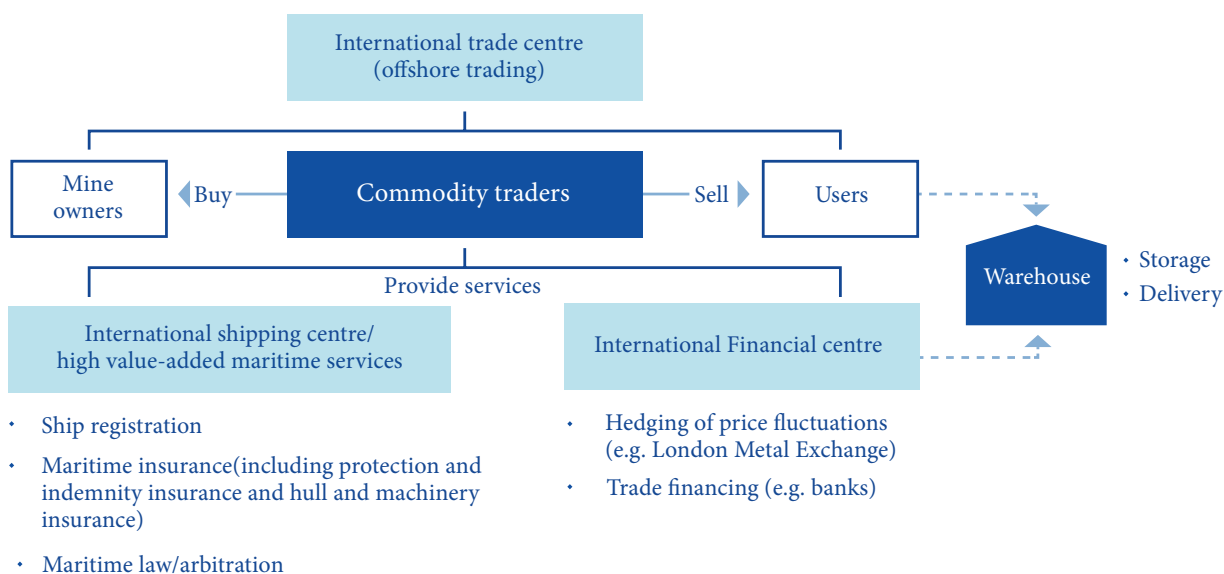 International trade centre
(offshore trading)
Mine
owners
Buy
Commodity traders
Sell
Users
Warehouse
· Storage
· Delivery
Provide services
International shipping centre/
high value-added maritime services
International Financial centre
· Ship registration
· Maritime insurance(including protection and
indemnity insurance and hull and machinery
insurance)
· Maritime law/arbitration
· Hedging of price fluctuations
(e.g. London Metal Exchange)
· Trade financing (e.g. banks)